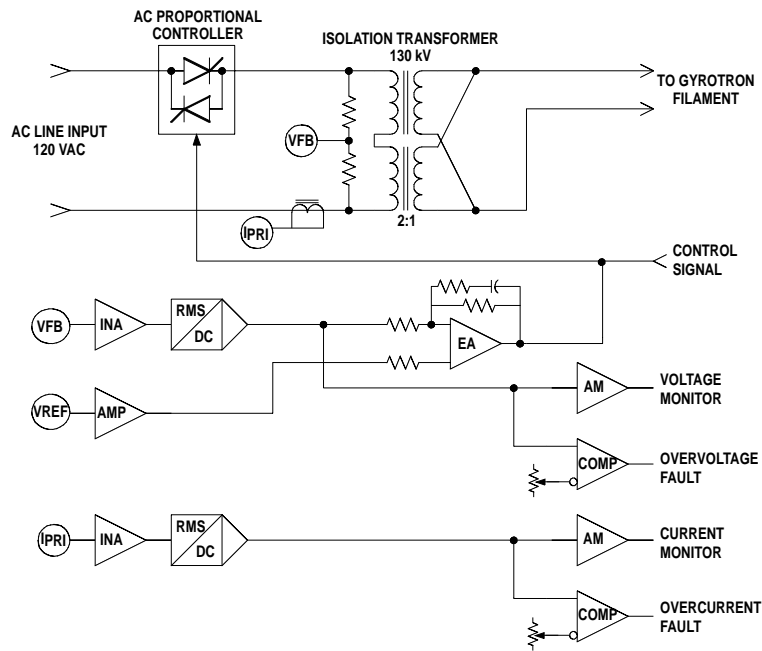 AC PROPORTIONAL
CONTROLLER
ISOLATION TRANSFORMER
130 kV
TO GYROTRON
FILAMENT
AC LINE INPUT
120 VAC
VFB
IPRI
2:1
CONTROL
SIGNAL
VFB
INA
RMS
DC
EA
VREF
AMP
AM
VOLTAGE
MONITOR
COMP
OVERVOLTAGE
FAULT
IPRI
INA
RMS
DC
AM
CURRENT
MONITOR
COMP
OVERCURRENT
FAULT